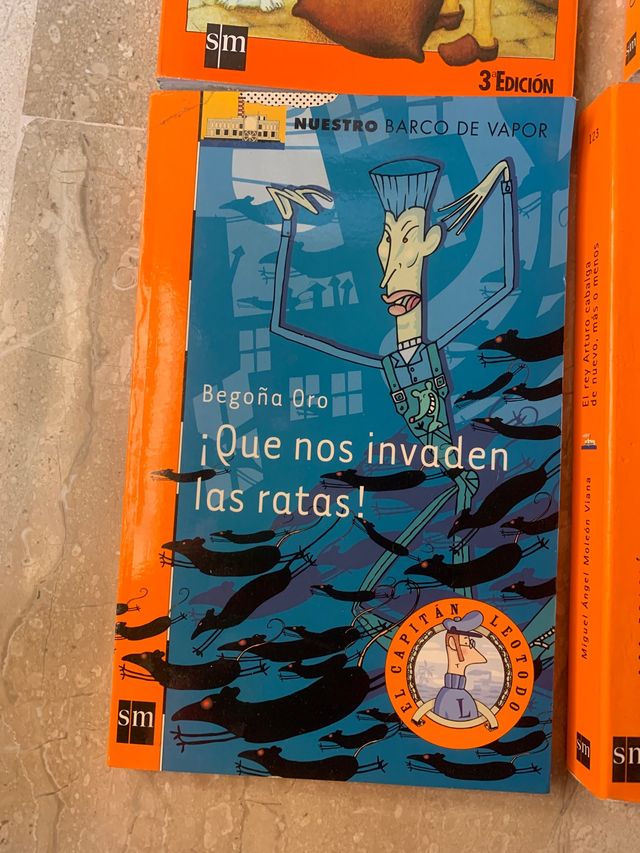 sm
3ª EDICIÓN
NUESTRO BARCO DE VAPOR
Begoña Oro
¡Que nos invaden
las ratas!
EL CAPITÁN LEOTODO
L
sm
123
El rey Arturo cabalga
de nuevo, más o menos
Miguel Ángel Moleón Viana
sm
sm